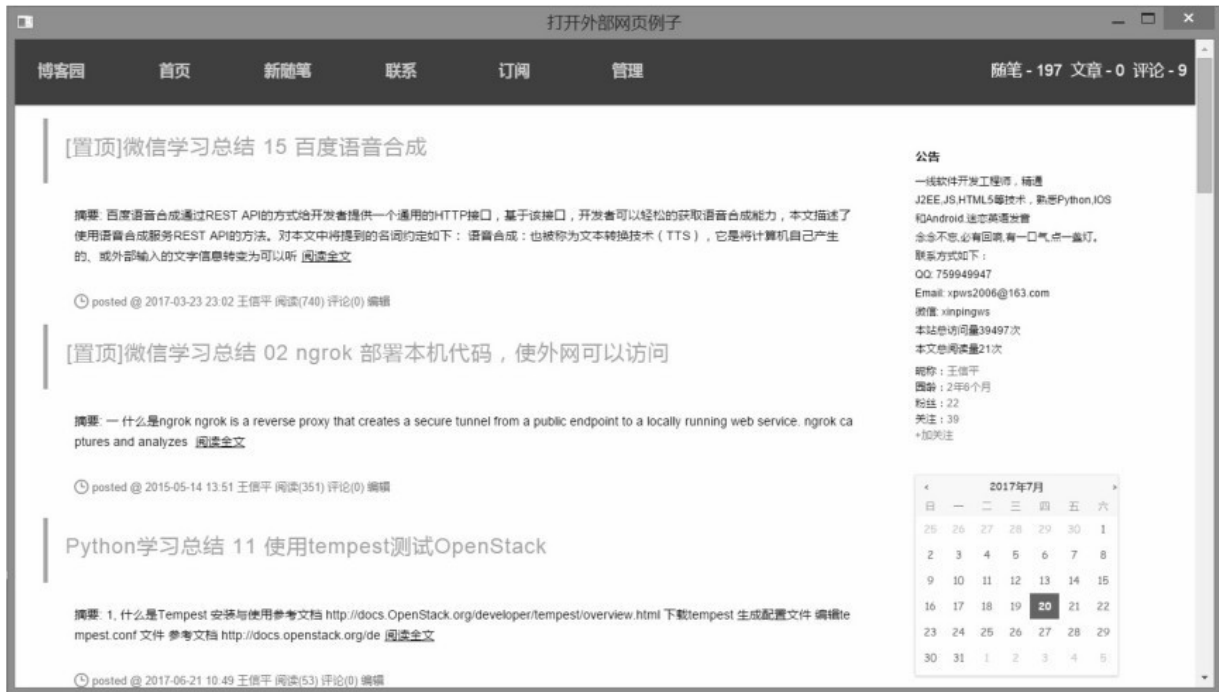 打开外部网页例子
博客园 首页 新随笔 联系 订阅 管理 随笔 - 197 文章 - 0 评论 - 9
[置顶]微信学习总结 15 百度语音合成
摘要: 百度语音合成通过REST API的方式给开发者提供一个通用的HTTP接口，基于该接口，开发者可以轻松的获取语音合成能力，本文描述了
使用语音合成服务REST API的方法。对本文中将提到的名词约定如下： 语音合成：也被称为文本转换技术（TTS），它是将计算机自己产生
的、或外部输入的文字信息转变为可以听 阅读全文
posted @ 2017-03-23 23:02 王信平 阅读(740) 评论(0) 编辑
[置顶]微信学习总结 02 ngrok 部署本机代码，使外网可以访问
摘要: 一 什么是ngrok ngrok is a reverse proxy that creates a secure tunnel from a public endpoint to a locally running web service. ngrok ca
ptures and analyzes 阅读全文
posted @ 2015-05-14 13:51 王信平 阅读(351) 评论(0) 编辑
Python学习总结 11 使用tempest测试OpenStack
摘要: 1, 什么是Tempest 安装与使用参考文档 http://docs.OpenStack.org/developer/tempest/overview.html 下载tempest 生成配置文件 编辑te
mpest.conf 文件 参考文档 http://docs.openstack.org/de 阅读全文
posted @ 2017-06-21 10:49 王信平 阅读(53) 评论(0) 编辑
公告
一线软件开发工程师，精通
J2EE,JS,HTML5等技术，熟悉Python,IOS
和Android.迷恋英语发音
念念不忘,必有回响,有一口气,点一盏灯。
联系方式如下：
QQ: 759949947
Email: xpws2006@163.com
微信: xinpingws
本站总访问量39497次
本文总阅读量21次
昵称：王信平
园龄：2年6个月
粉丝：22
关注：39
+加关注
2017年7月
日 一 二 三 四 五 六
25 26 27 28 29 30 1
2 3 4 5 6 7 8
9 10 11 12 13 14 15
16 17 18 19 20 21 22
23 24 25 26 27 28 29
30 31 1 2 3 4 5